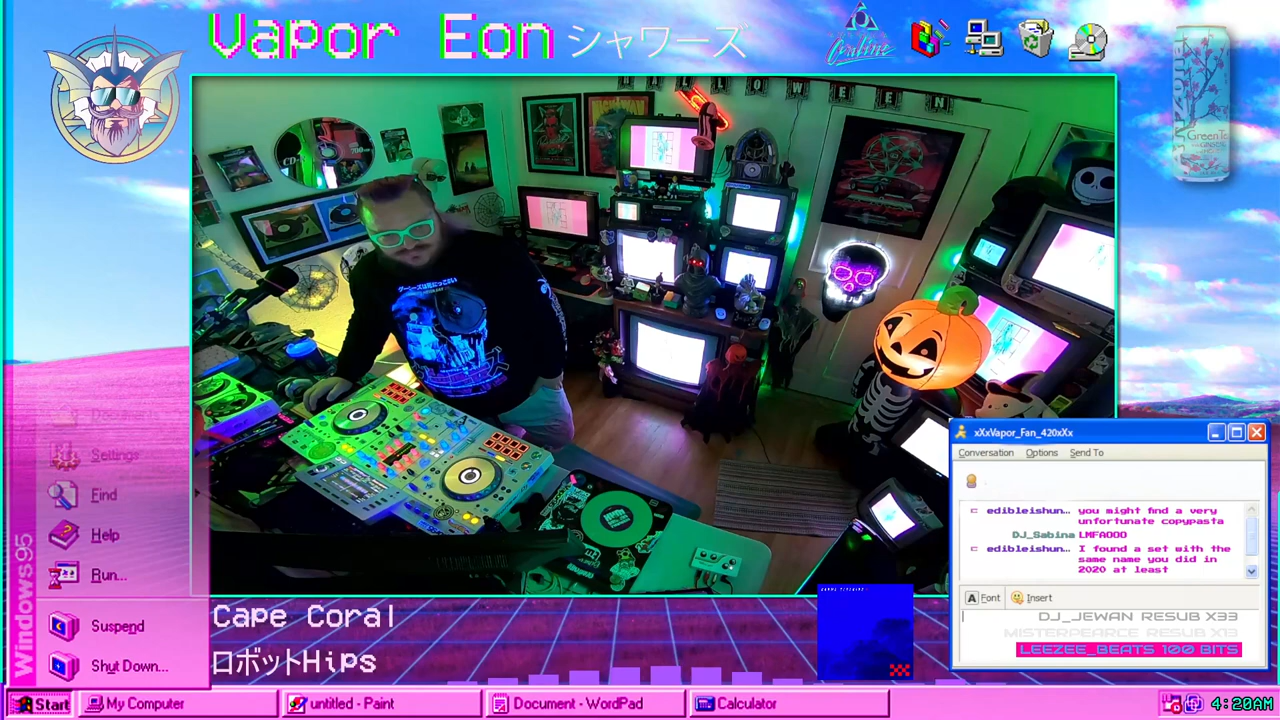 Vapor Eon シャワーズ
Online
GreenTea
HALLOWEEN
xXxVapor_Fan_420xXx
Conversation Options Send To
edibleishun... you might find a very
unfortunate copypasta
DJ_Sabina LMFAOOO
edibleishun... I found a set with the
same name you did in
2020 at least
Font Insert
DJ_JEWAN RESUB X33
MISTERPEARCE RESUB X13
LEEZEE_BEATS 100 BITS
Documents
Settings
Find
Help
Run...
Suspend
Shut Down...
Windows95
Cape Coral
ロボットHips
Start
My Computer
untitled - Paint
Document - WordPad
Calculator
4:20AM